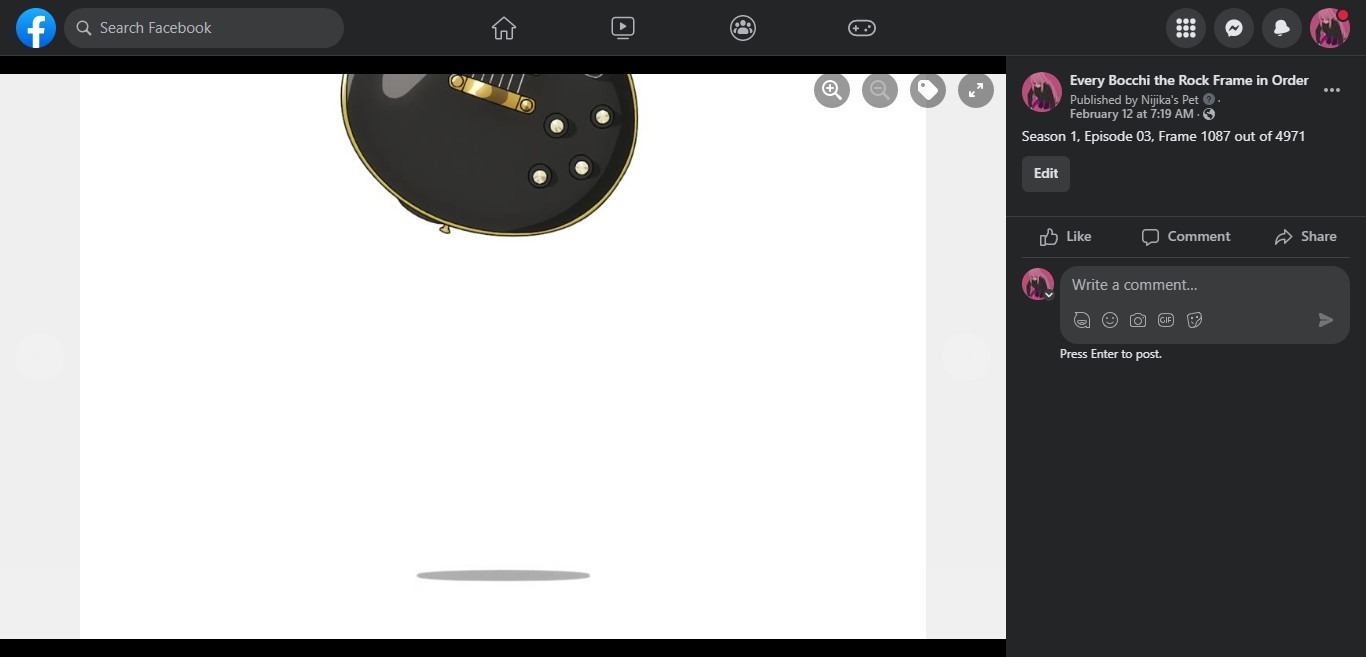 Search Facebook
Every Bocchi the Rock Frame in Order
Published by Nijika's Pet ·
February 12 at 7:19 AM ·
Season 1, Episode 03, Frame 1087 out of 4971
Edit
Like
Comment
Share
Write a comment...
GIF
Press Enter to post.